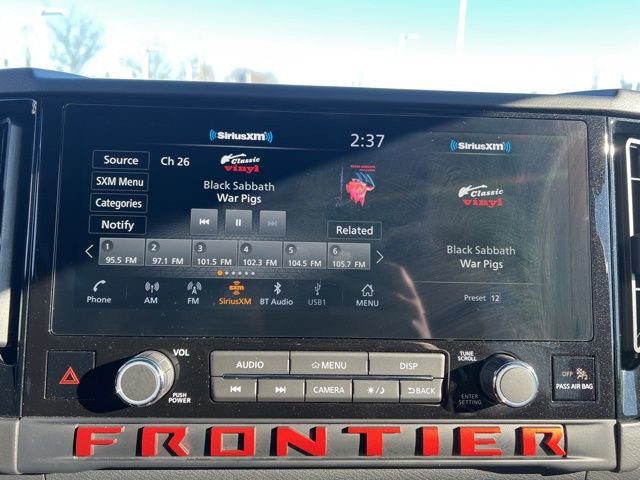 SiriusXM 2:37 SiriusXM
Source Ch 26 Classic vinyl
SXM Menu
Black Sabbath
War Pigs
Categories
Classic vinyl
Notify
Related
Black Sabbath
War Pigs
1 2 3 4 5 6
95.5 FM 97.1 FM 101.5 FM 102.3 FM 104.5 FM 105.7 FM
Phone AM FM SiriusXM BT Audio USB1 MENU
Preset 12
VOL
PUSH POWER
AUDIO MENU DISP
CAMERA BACK
TUNE SCROLL
ENTER SETTING
OFF
PASS AIR BAG
FRONTIER